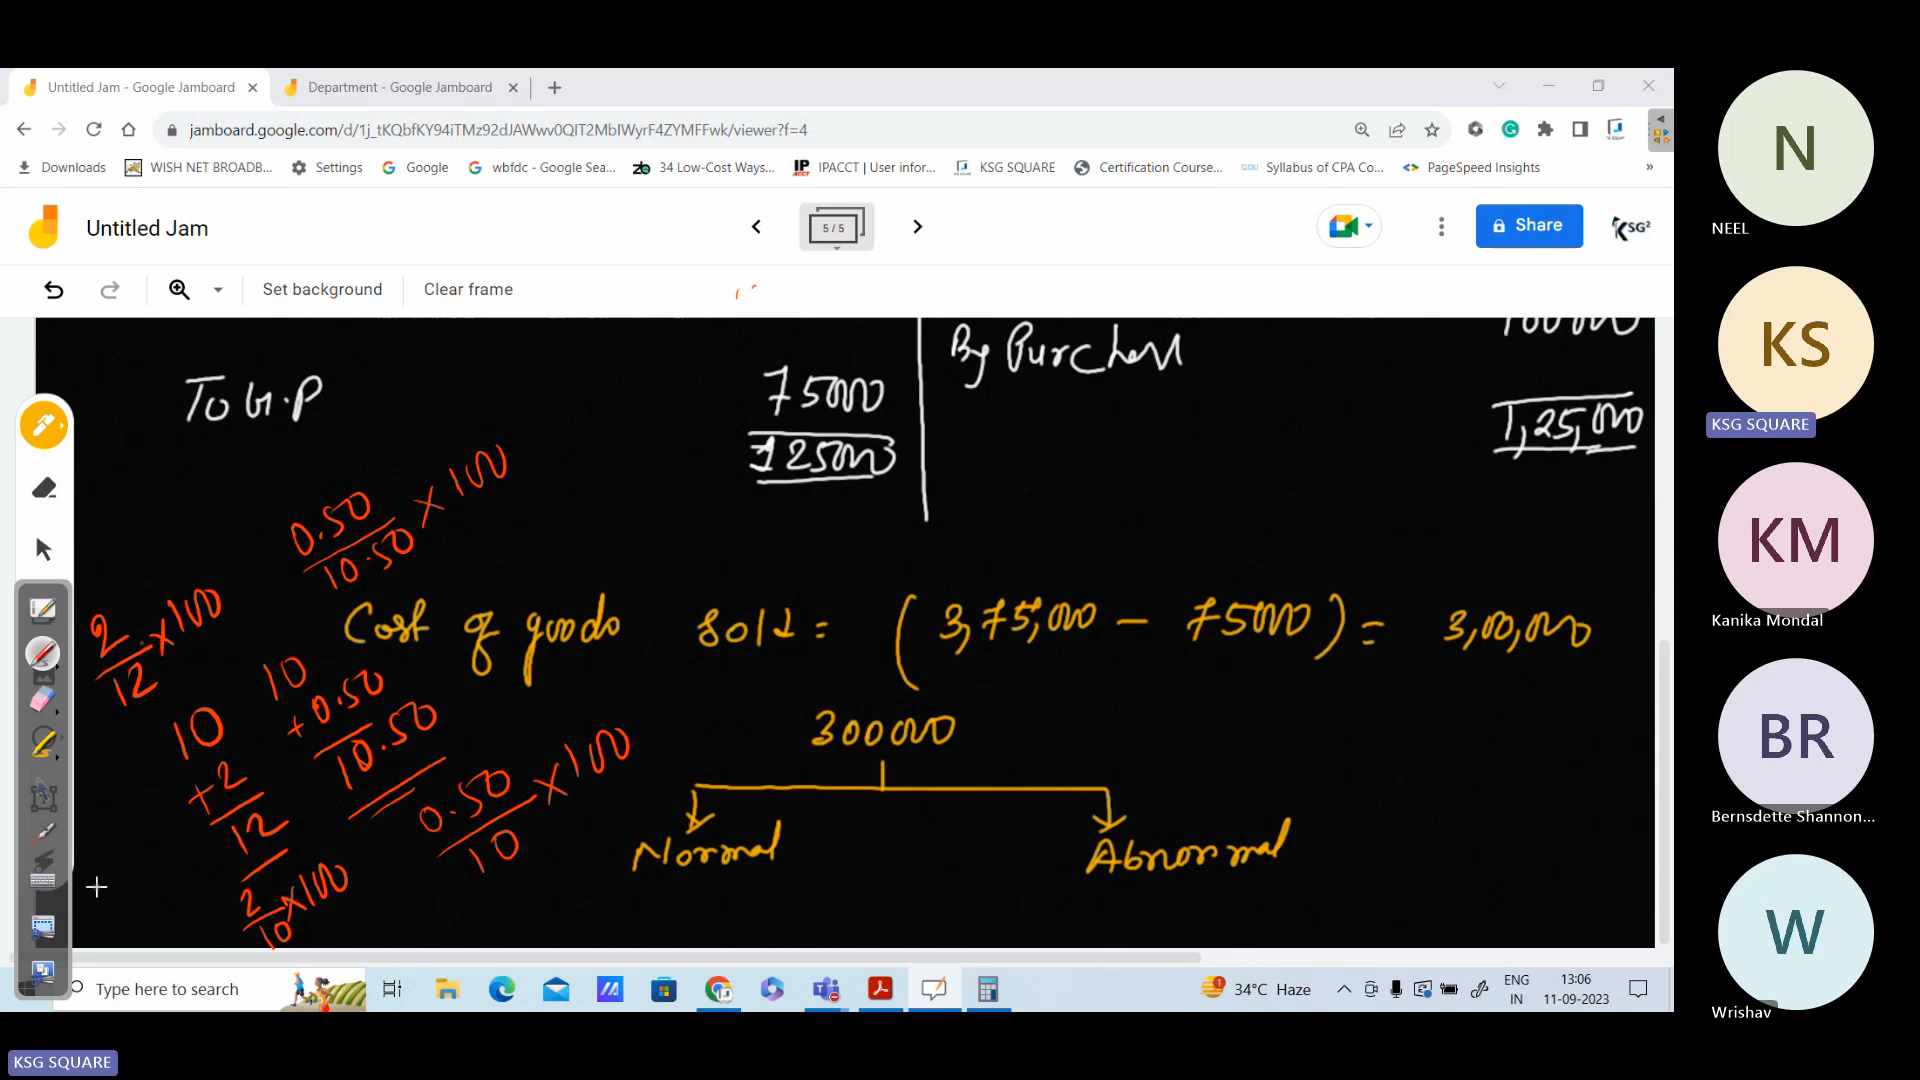 Untitled Jam - Google Jamboard
Department - Google Jamboard
jamboard.google.com/d/1j_tKQbfKY94iTMz92dJAWwv0QIT2MbIWyrF4ZYMFFwk/viewer?f=4
Downloads WISH NET BROADB... Settings Google wbfdc - Google Sea... 34 Low-Cost Ways... IPACCT | User infor... KSG SQUARE Certification Course... Syllabus of CPA Co... PageSpeed Insights »
Untitled Jam
5 / 5
Share
KSG²
Set background Clear frame
By Purchase
To G.P 75000
1,25,000
125000
0.50/10.50 × 100
2/12 × 100
Cost of goods sold = (3,75,000 − 75000) = 3,00,000
10
+0.50
10.50
10
+2
12
300000
0.50/10 × 100
Normal
Abnormal
2/10 × 100
Type here to search
34°C Haze
ENG
IN
13:06
11-09-2023
N
NEEL
KS
KSG SQUARE
KM
Kanika Mondal
BR
Bernsdette Shannon...
W
Wrishav
KSG SQUARE